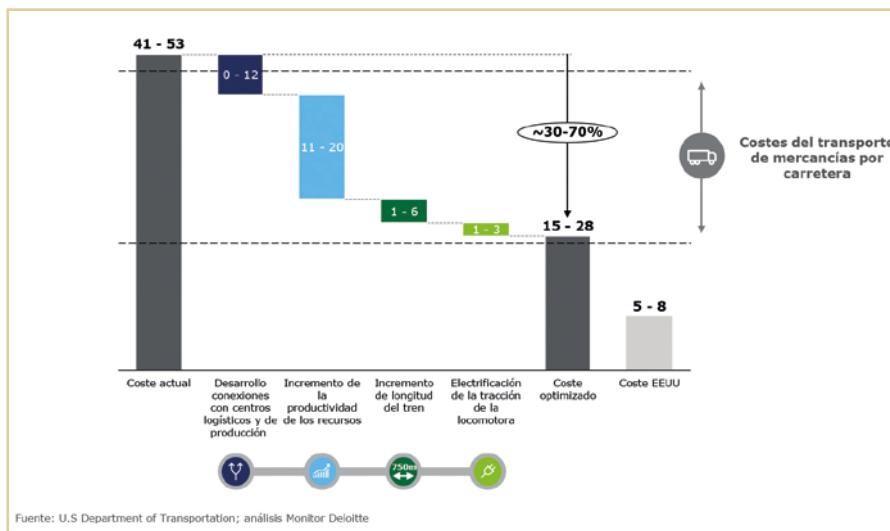 41 - 53
0 - 12
11 - 20
1 - 6
1 - 3
~30-70%
15 - 28
5 - 8
Costes del transporte
de mercancías por
carretera
Coste actual
Desarrollo
conexiones
con centros
logísticos y de
producción
Incremento de
la
productividad
de los recursos
Incremento
de longitud
del tren
Electrificación
de la tracción
de la
locomotora
Coste
optimizado
Coste EEUU
750m
Fuente: U.S Department of Transportation; análisis Monitor Deloitte